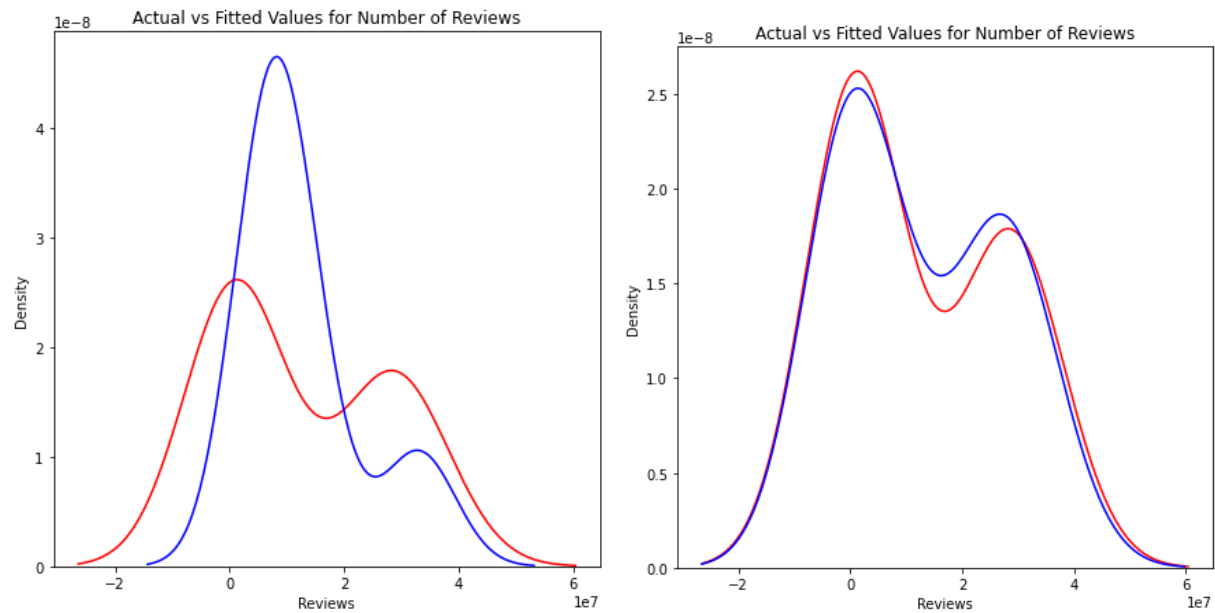 Actual vs Fitted Values for Number of Reviews
1e−8
4
3
2
1
0
Density
−2
0
2
4
6
1e7
Reviews
Actual vs Fitted Values for Number of Reviews
1e−8
2.5
2.0
1.5
1.0
0.5
0.0
Density
−2
0
2
4
6
1e7
Reviews